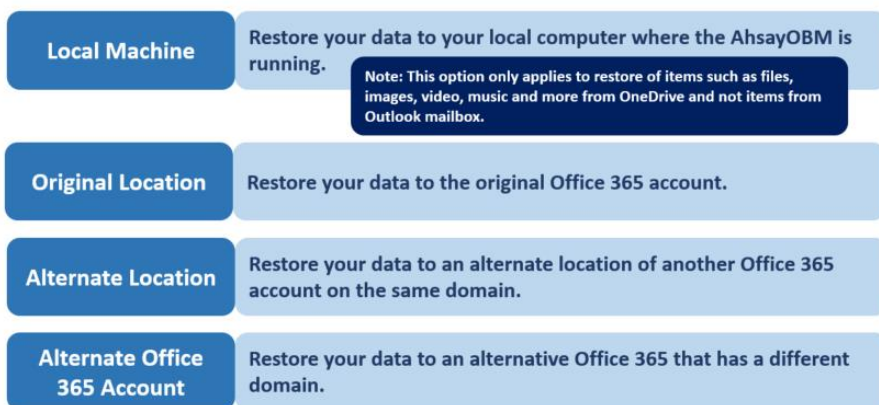 Local Machine
Restore your data to your local computer where the AhsayOBM is
running.
Note: This option only applies to restore of items such as files,
images, video, music and more from OneDrive and not items from
Outlook mailbox.
Original Location
Restore your data to the original Office 365 account.
Alternate Location
Restore your data to an alternate location of another Office 365
account on the same domain.
Alternate Office
365 Account
Restore your data to an alternative Office 365 that has a different
domain.